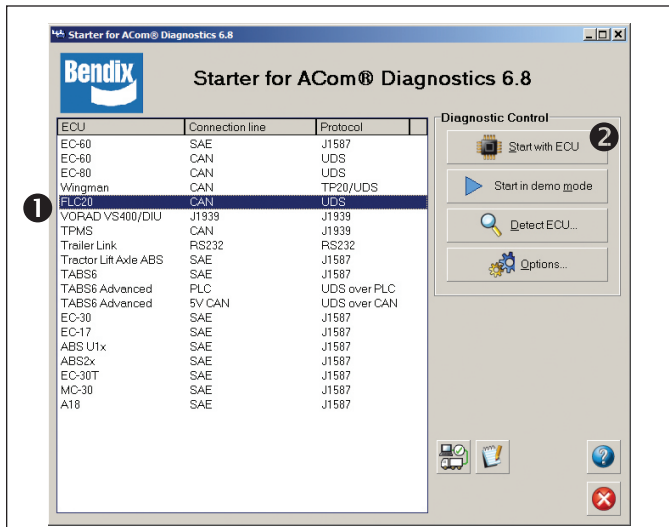 Starter for ACom® Diagnostics 6.8
Bendix
Starter for ACom® Diagnostics 6.8
ECU Connection line Protocol
EC-60 SAE J1587
EC-60 CAN UDS
EC-80 CAN UDS
Wingman CAN TP20/UDS
1 FLC20 CAN UDS
VORAD VS400/DIU J1939 J1939
TPMS CAN J1939
Trailer Link RS232 RS232
Tractor Lift Axle ABS SAE J1587
TABS6 SAE J1587
TABS6 Advanced PLC UDS over PLC
TABS6 Advanced 5V CAN UDS over CAN
EC-30 SAE J1587
EC-17 SAE J1587
ABS U1x SAE J1587
ABS2x SAE J1587
EC-30T SAE J1587
MC-30 SAE J1587
A18 SAE J1587
Diagnostic Control
Start with ECU 2
Start in demo mode
Detect ECU...
Options...